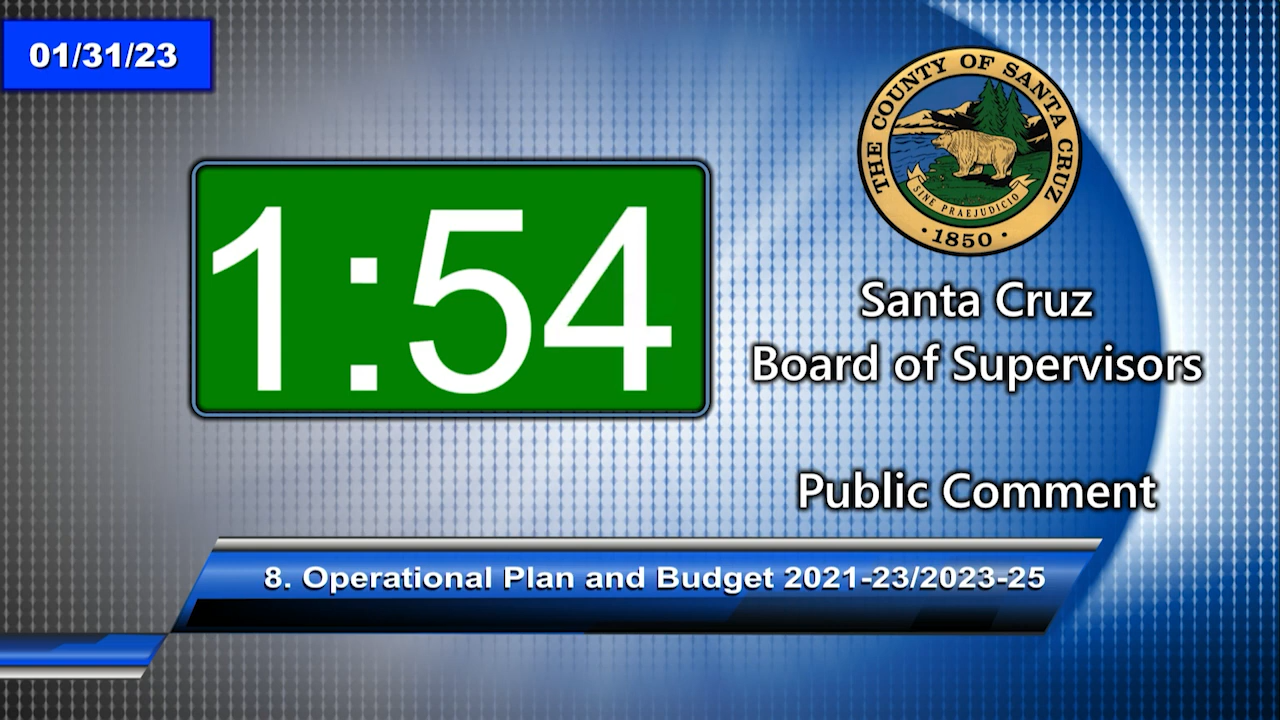 01/31/23
THE COUNTY OF SANTA CRUZ
SINE PRAEJUDICIO
• 1850 •
1:54
Santa Cruz
Board of Supervisors
Public Comment
8. Operational Plan and Budget 2021-23/2023-25